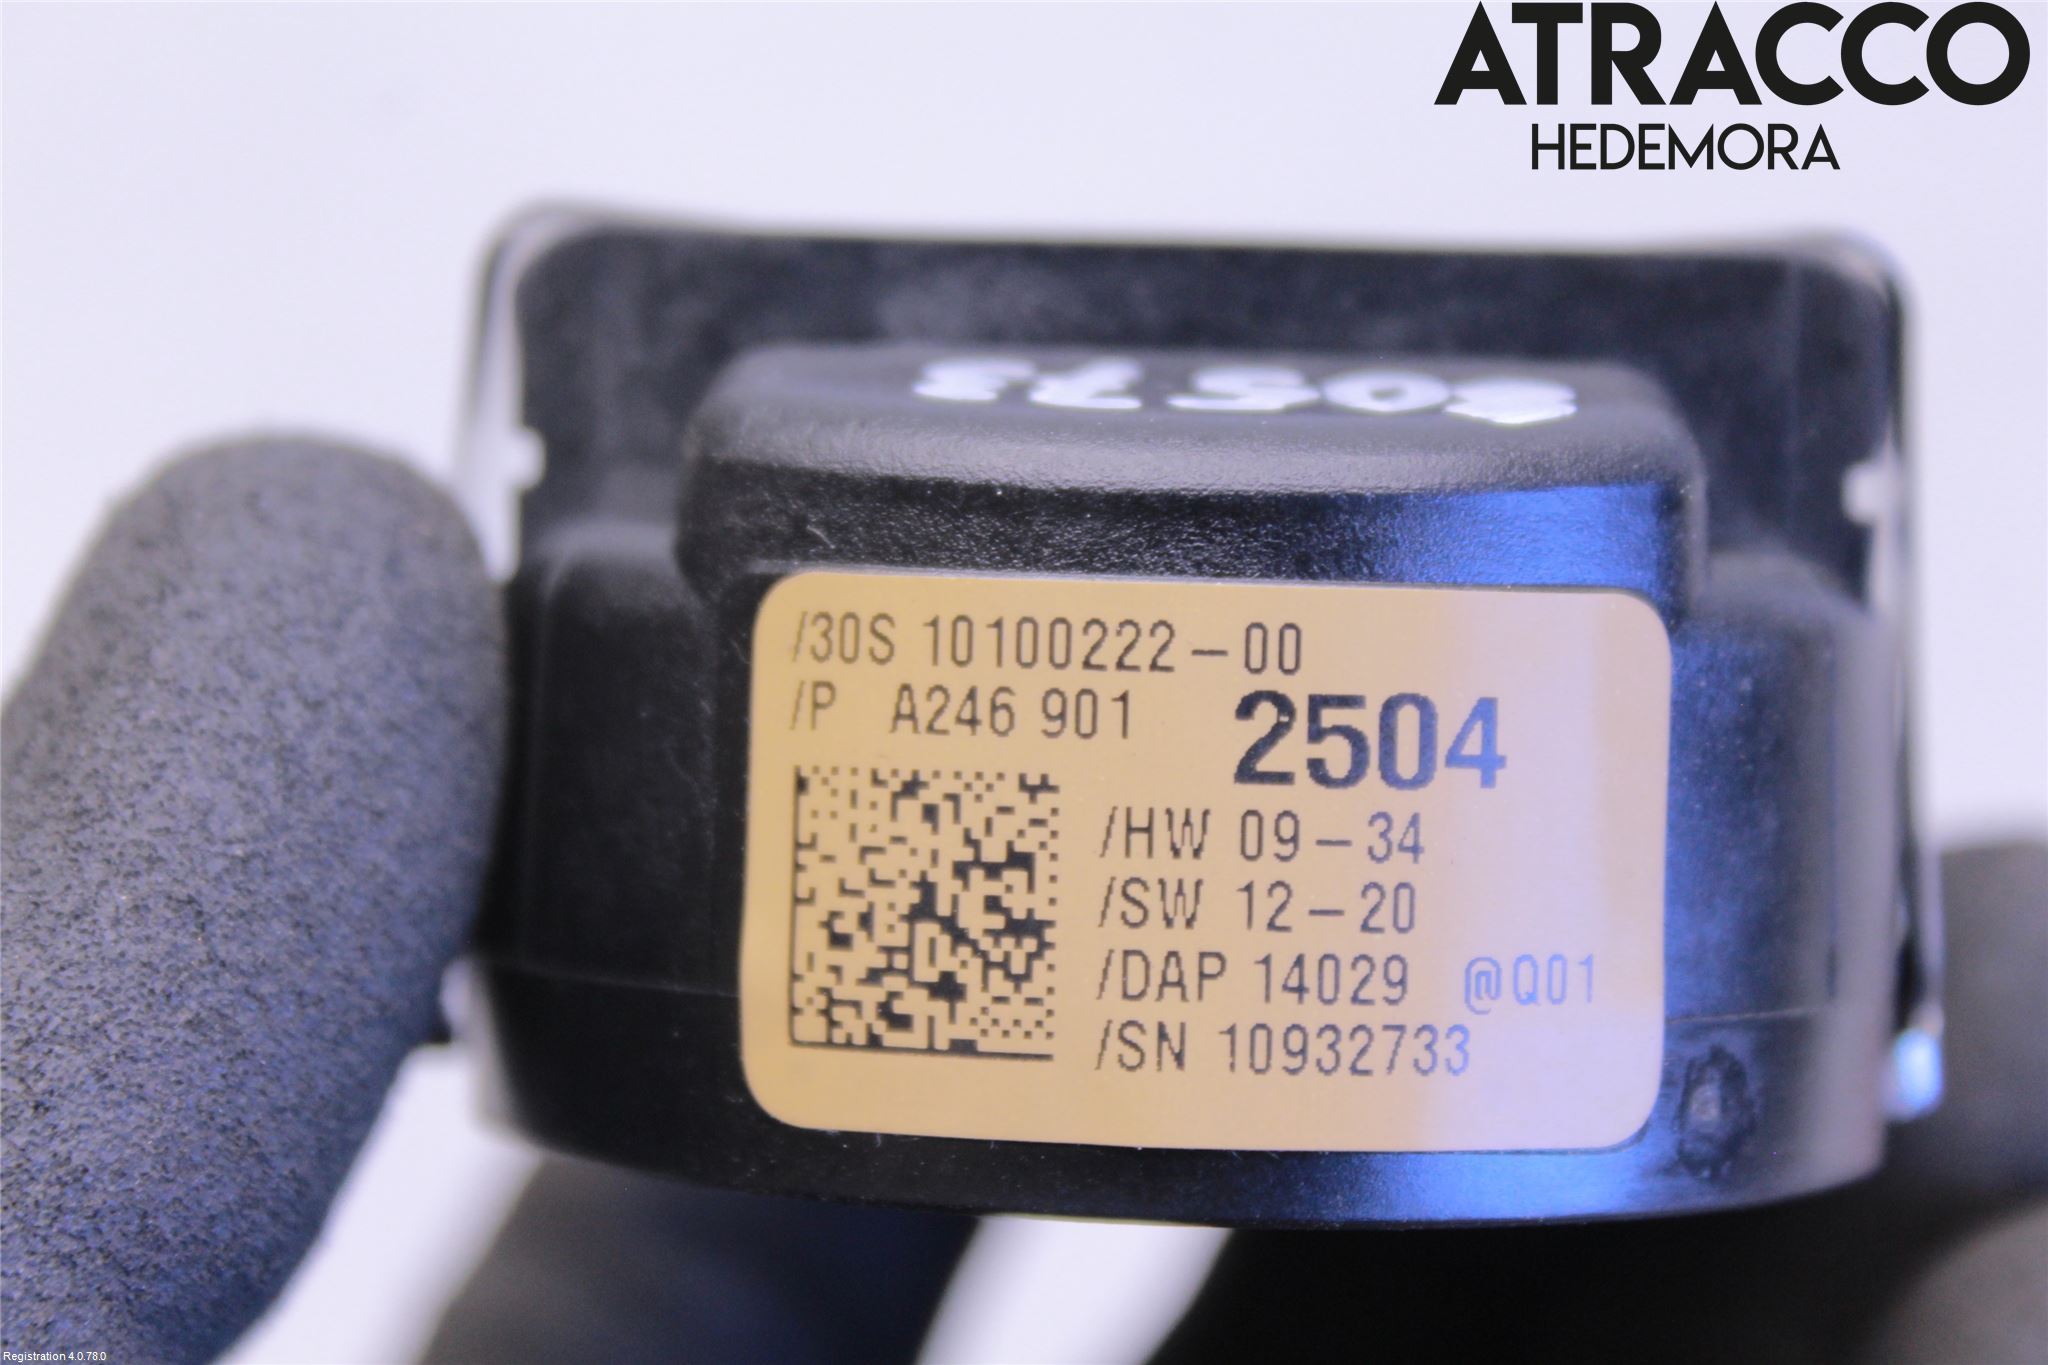 ATRACCO
HEDEMORA
/30S 10100222-00
/P A246 901 2504
/HW 09-34
/SW 12-20
/DAP 14029 @Q01
/SN 10932733
Registration 4.0.78.0